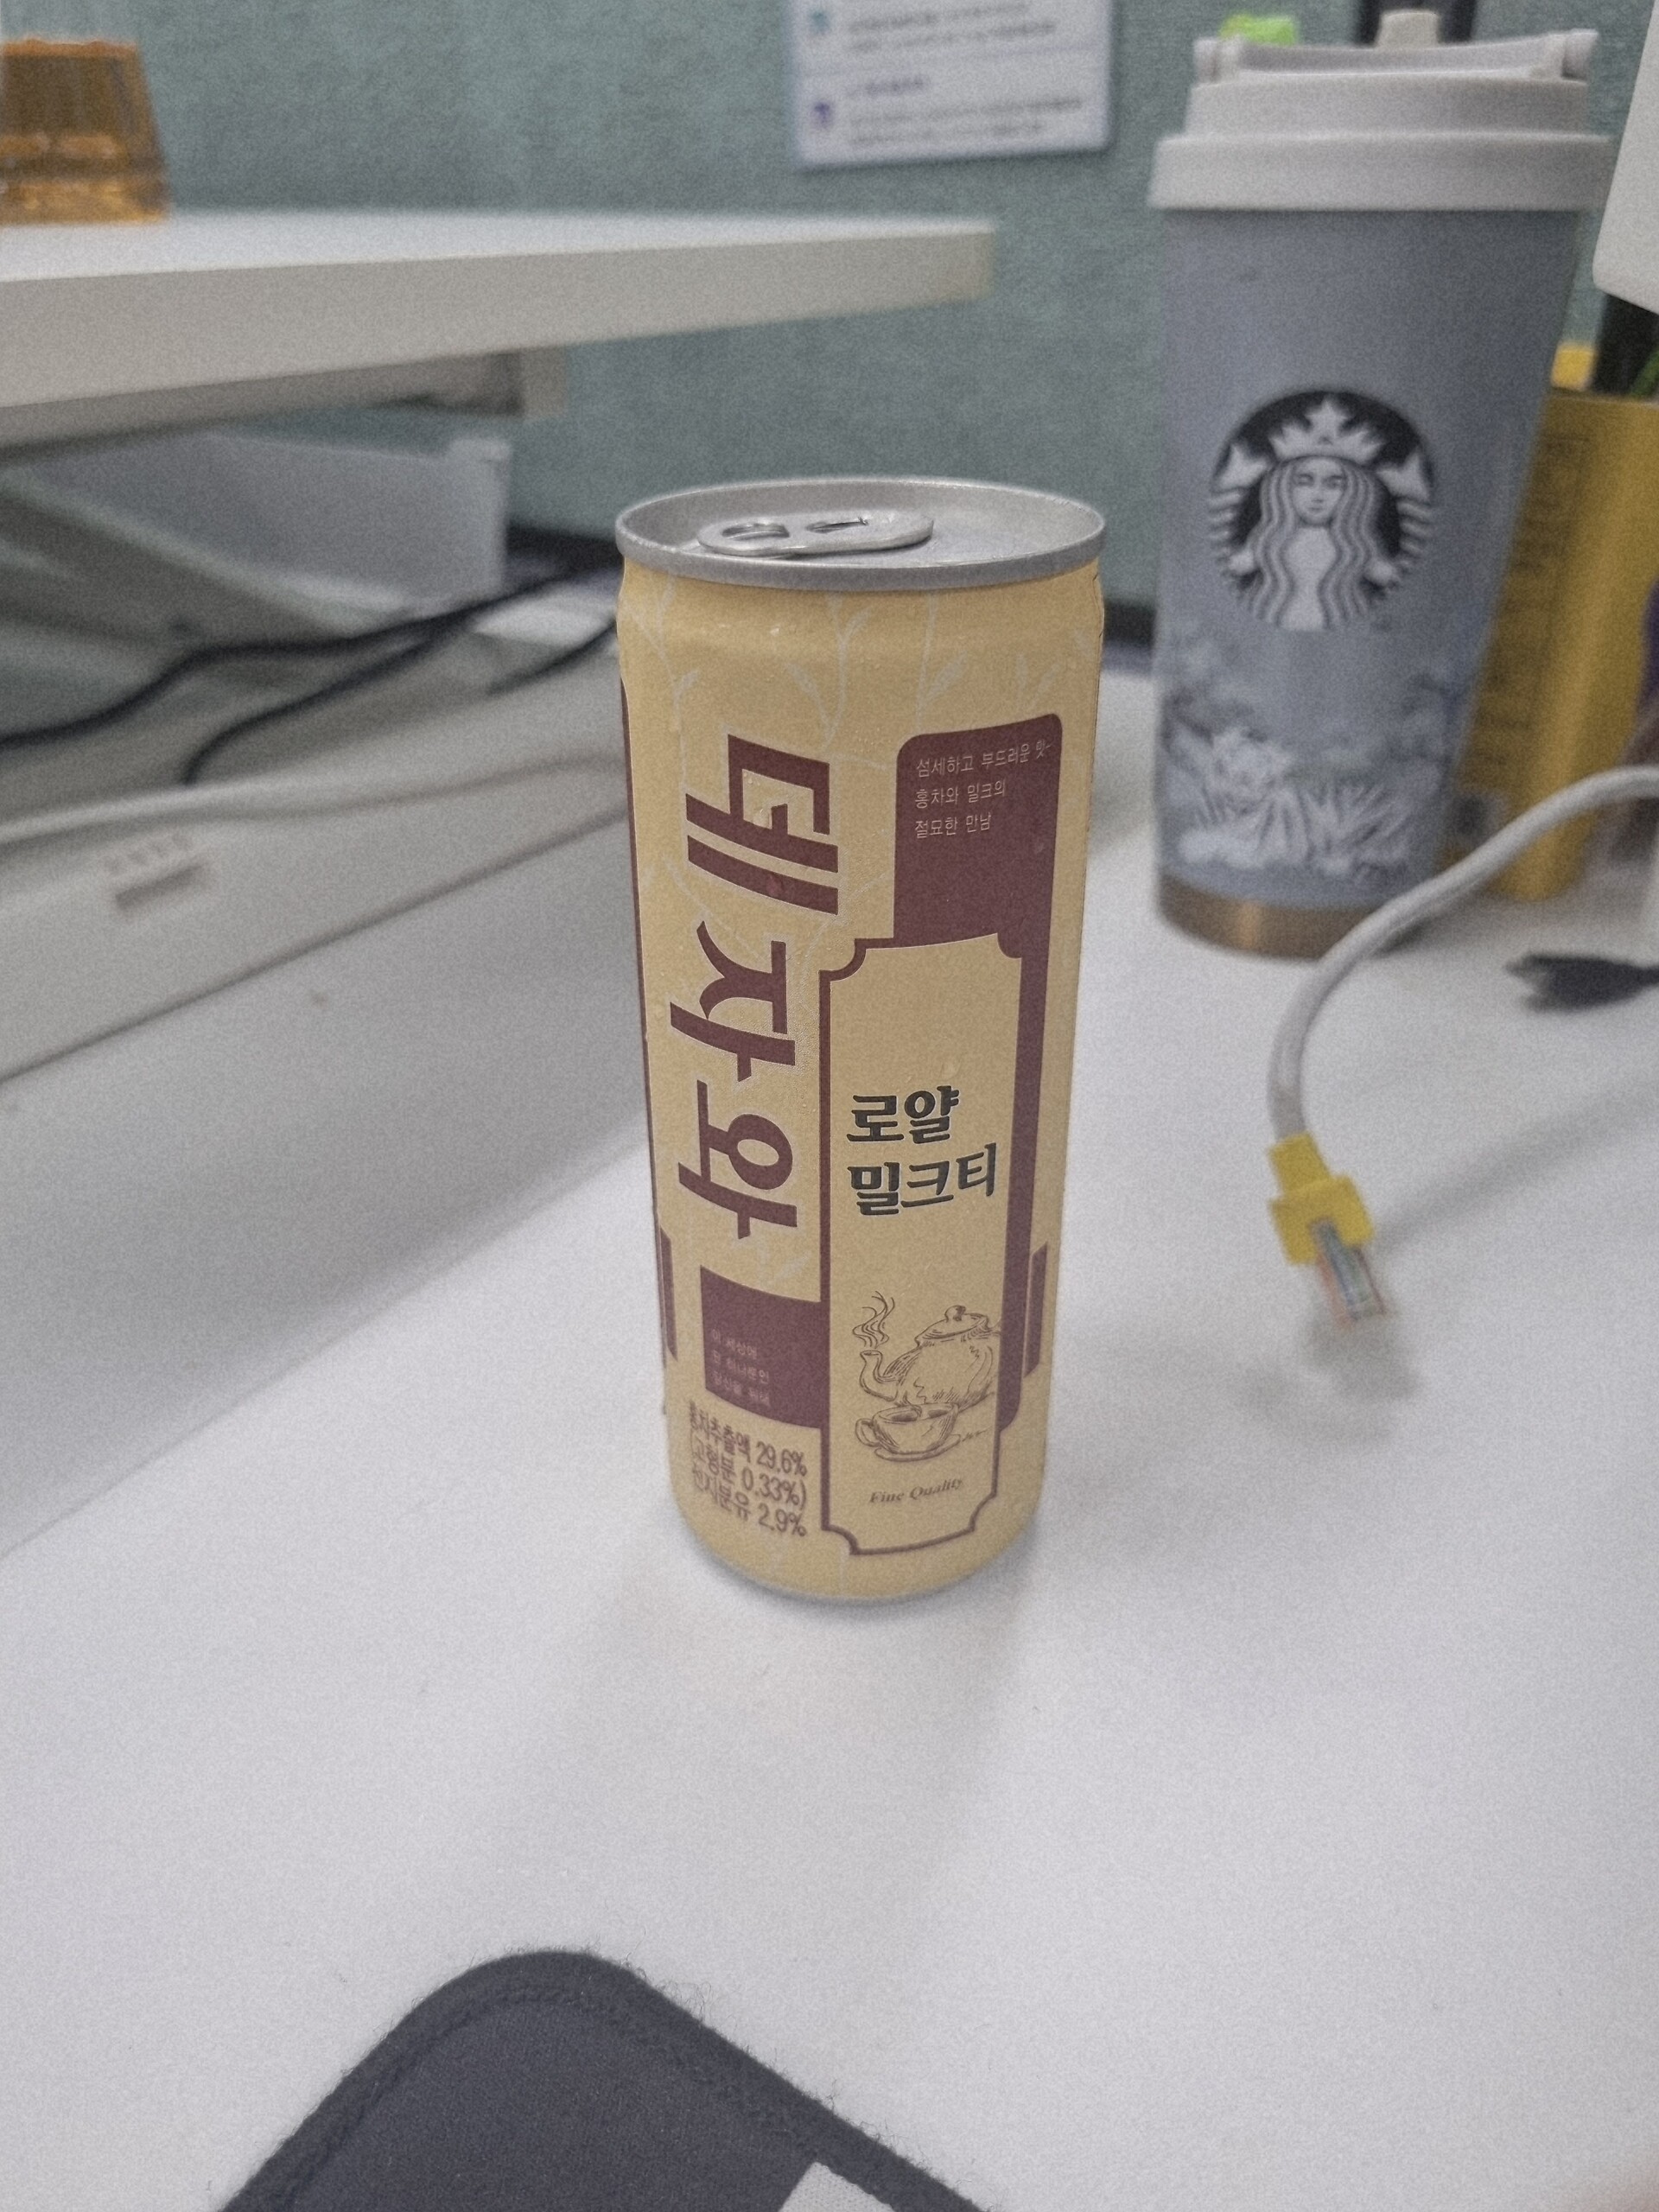 데자와
섬세하고 부드러운 맛-
홍차와 밀크의
절묘한 만남
로얄
밀크티
Fine Quality
홍차추출액 29.6%
(고형분 0.33%)
전지분유 2.9%